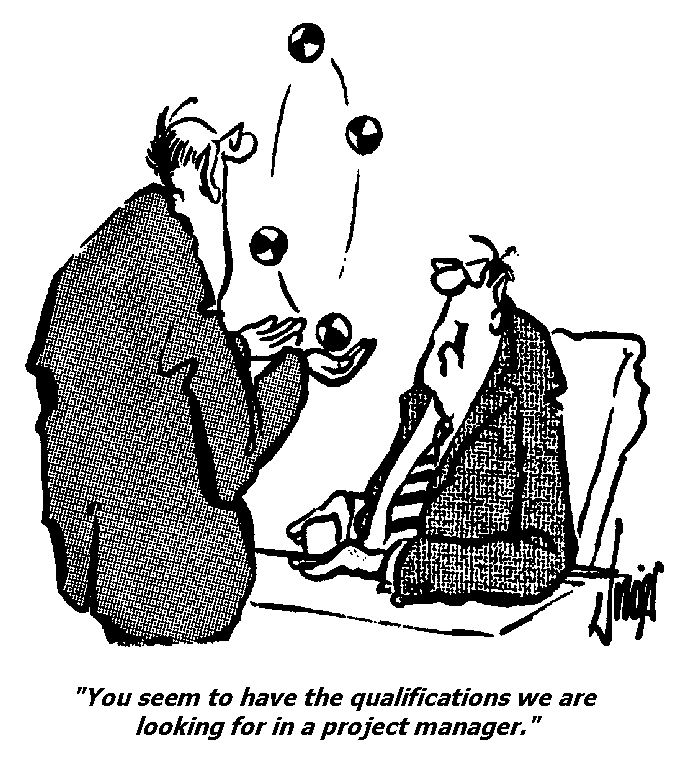 "You seem to have the qualifications we are
looking for in a project manager."